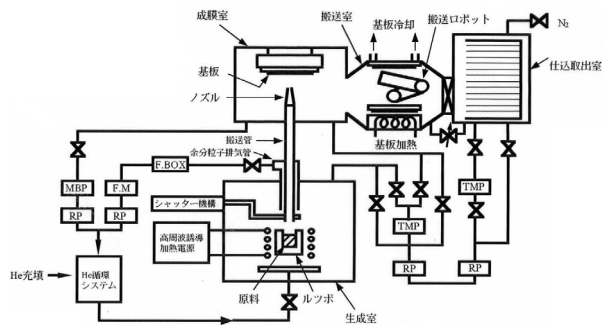 成膜室
搬送室
基板冷却
搬送ロボット
N₂
基板
仕込取出室
ノズル
搬送管
余分粒子排気管
基板加熱
F.BOX
MBP
F.M
TMP
シャッター機構
RP
RP
TMP
高周波誘導
加熱電源
RP
RP
He充填
He循環
システム
原料
ルツボ
生成室